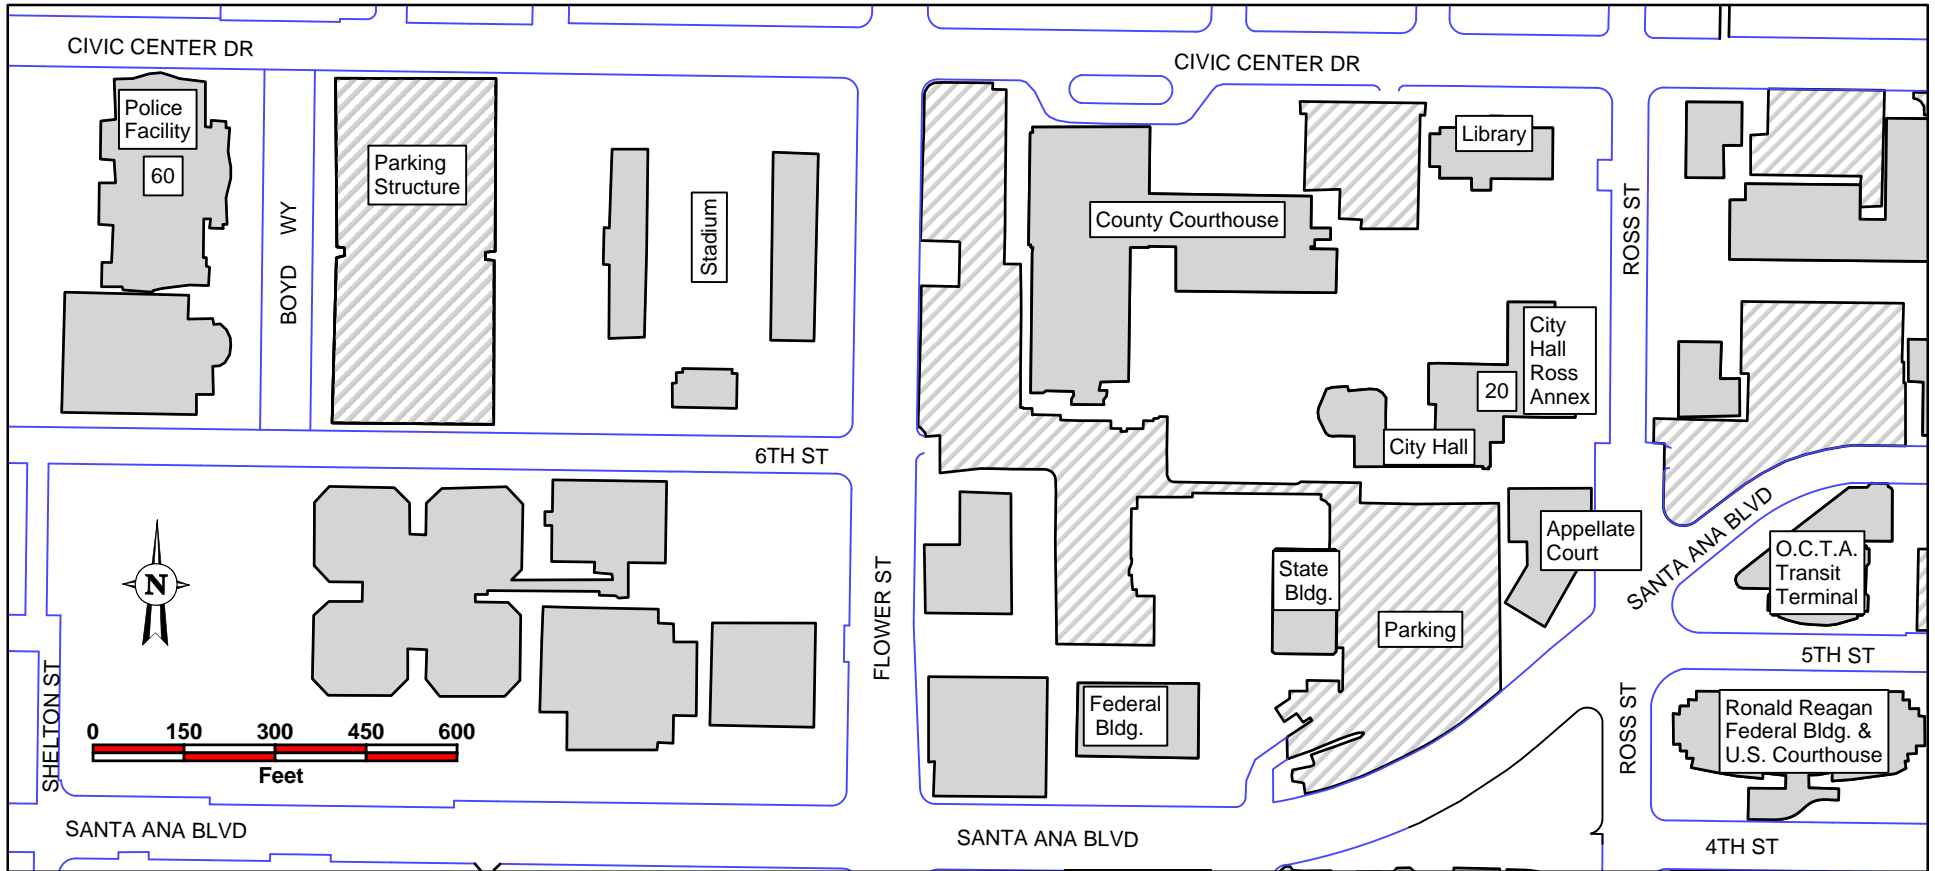 CIVIC CENTER DR
CIVIC CENTER DR
Police
Facility
60
BOYD WY
Parking
Structure
Stadium
County Courthouse
Library
ROSS ST
City
Hall
Ross
Annex
20
City Hall
6TH ST
N
SHELTON ST
0 150 300 450 600
Feet
FLOWER ST
State
Bldg.
Parking
Appellate
Court
SANTA ANA BLVD
O.C.T.A.
Transit
Terminal
5TH ST
Federal
Bldg.
ROSS ST
Ronald Reagan
Federal Bldg. &
U.S. Courthouse
SANTA ANA BLVD
SANTA ANA BLVD
4TH ST